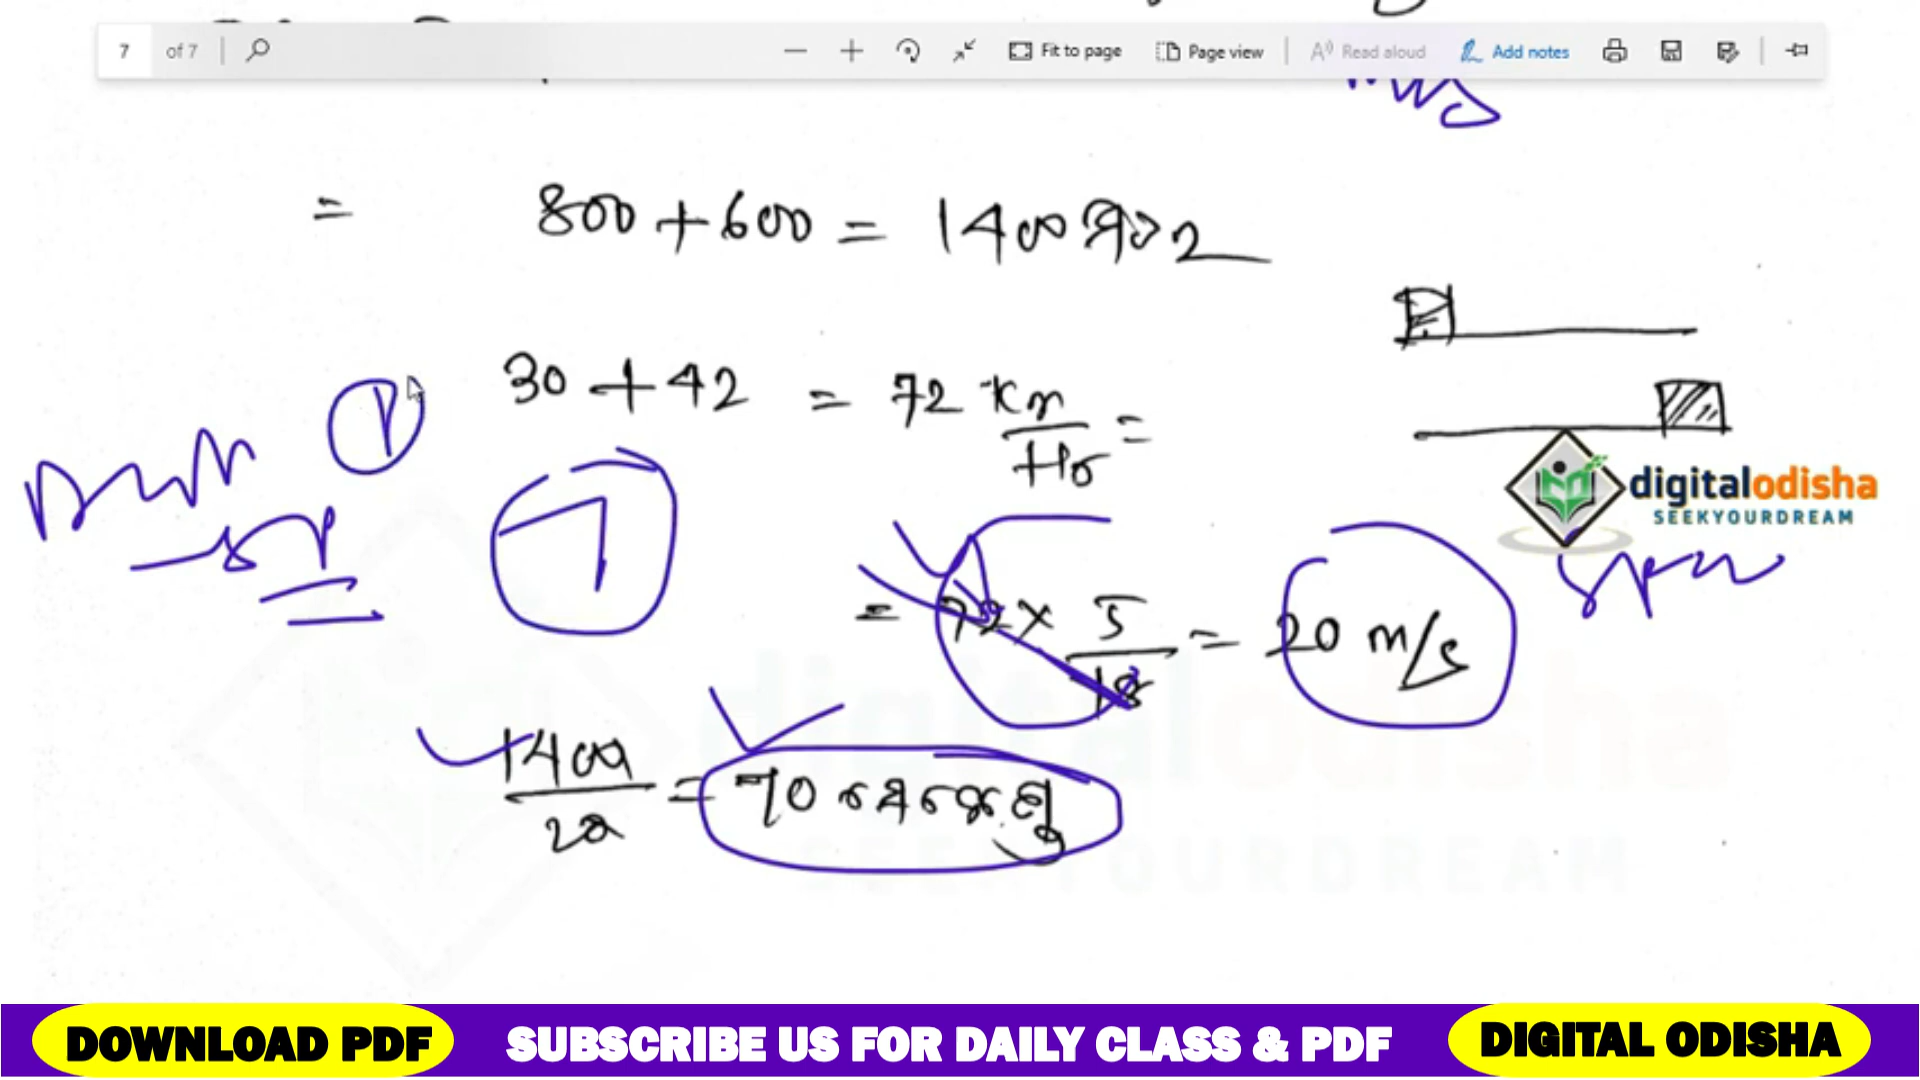 7 of 7 Fit to page Page view Read aloud Add notes
= 800 + 600 = 1400 ମିଟର
30 + 42 = 72 Km/Hr =
digitalodisha
SEEKYOURDREAM
= 72 x 5/18 = 20 m/s
1400/20 = 70 ସେକେଣ୍ଡ
digitalodisha
SEEKYOURDREAM
DOWNLOAD PDF SUBSCRIBE US FOR DAILY CLASS & PDF DIGITAL ODISHA